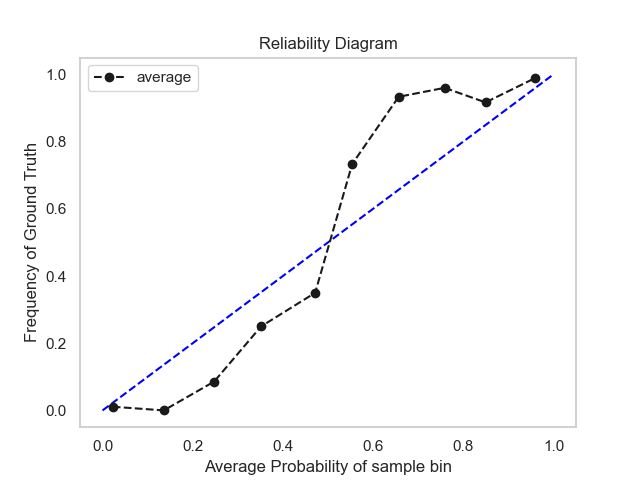 Reliability Diagram
average
Frequency of Ground Truth
1.0
0.8
0.6
0.4
0.2
0.0
0.0 0.2 0.4 0.6 0.8 1.0
Average Probability of sample bin